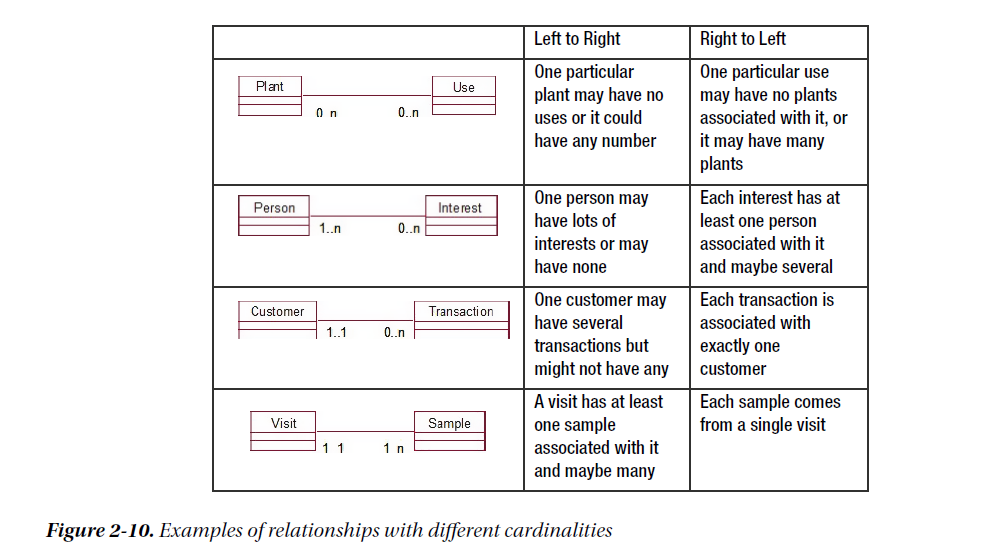 Left to Right
Right to Left
Plant
Use
0 n
0..n
One particular
plant may have no
uses or it could
have any number
One particular use
may have no plants
associated with it, or
it may have many
plants
Person
Interest
1..n
0..n
One person may
have lots of
interests or may
have none
Each interest has at
least one person
associated with it
and maybe several
Customer
Transaction
1..1
0..n
One customer may
have several
transactions but
might not have any
Each transaction is
associated with
exactly one
customer
Visit
Sample
1 1
1 n
A visit has at least
one sample
associated with it
and maybe many
Each sample comes
from a single visit
Figure 2-10. Examples of relationships with different cardinalities